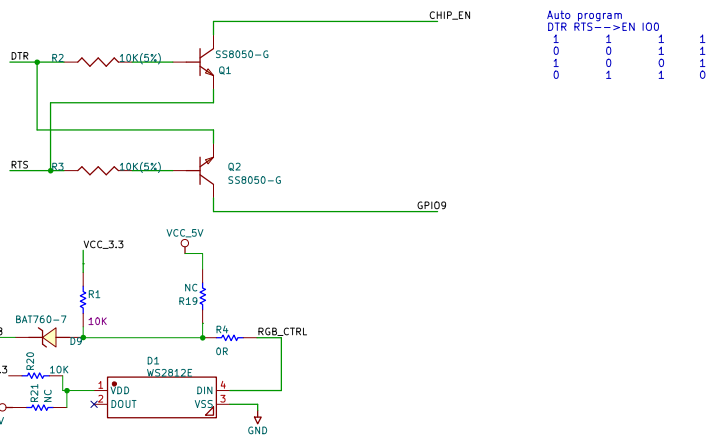 CHIP_EN
Auto program
DTR RTS-->EN IO0
1 1 1 1
0 0 1 1
1 0 0 1
0 1 1 0
DTR
R2
10K(5%)
SS8050-G
Q1
RTS
R3
10K(5%)
Q2
SS8050-G
GPIO9
VCC_3.3
VCC_5V
R1
10K
NC
R19
BAT760-7
D9
R4
0R
RGB_CTRL
R20
10K
.3
R21
NC
D1
WS2812E
1
VDD
DIN
4
2
DOUT
VSS
3
GND